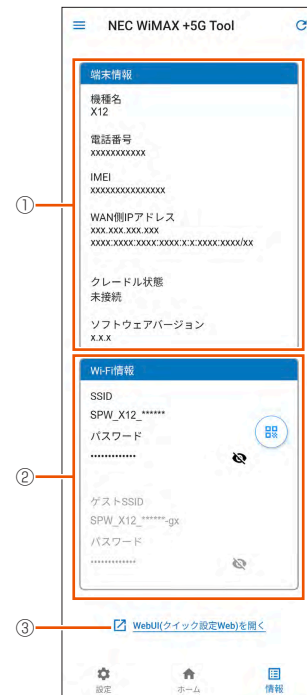 NEC WiMAX +5G Tool
①
端末情報
機種名
X12
電話番号
xxxxxxxxxxx
IMEI
xxxxxxxxxxxxxxx
WAN側IPアドレス
xxx.xxx.xxx.xxx
xxxx:xxxx:xxxx:xxxx:x:x:xxxx:xxxx/xx
クレードル状態
未接続
ソフトウェアバージョン
x.x.x
②
Wi-Fi情報
SSID
SPW_X12_******
パスワード
•••••••••••••
ゲストSSID
SPW_X12_******-gx
パスワード
•••••••••••••
③
WebUI(クイック設定Web)を開く
設定
ホーム
情報